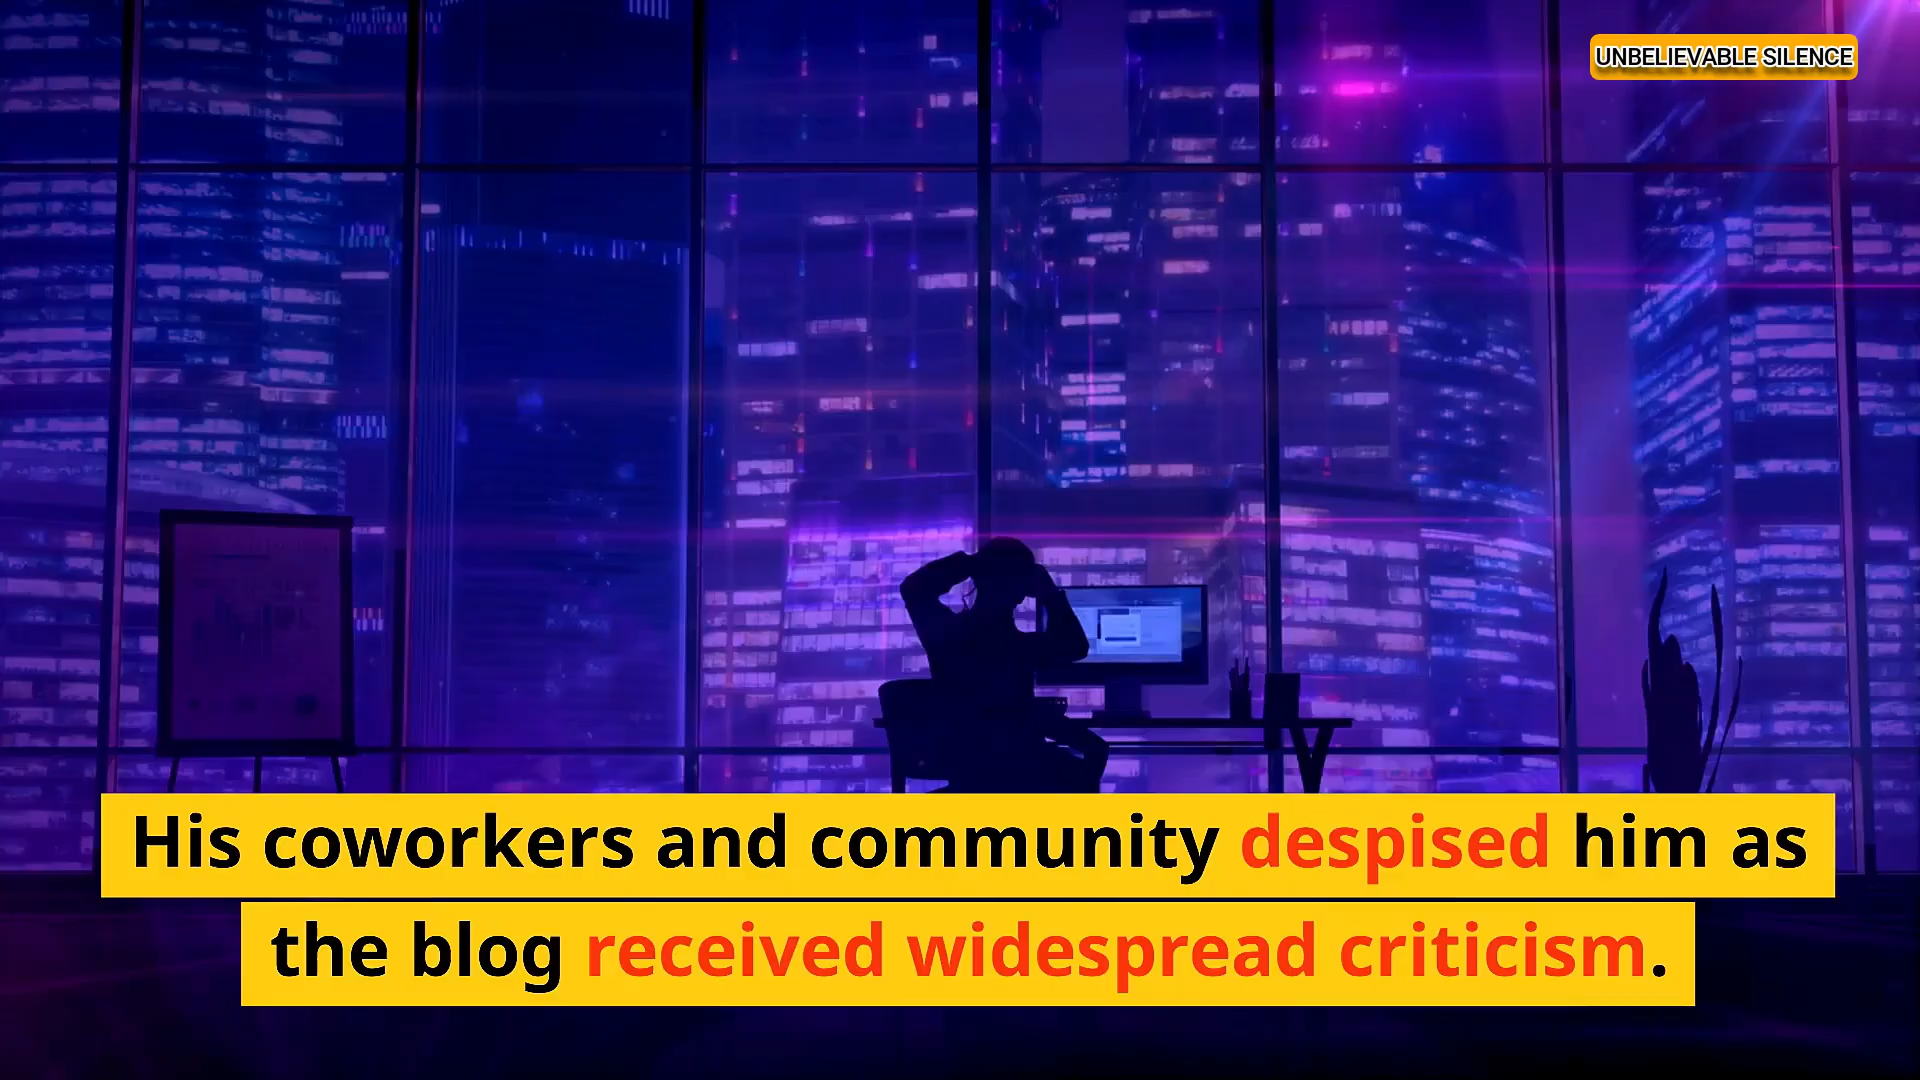 UNBELIEVABLE SILENCE
His coworkers and community despised him as
the blog received widespread criticism.